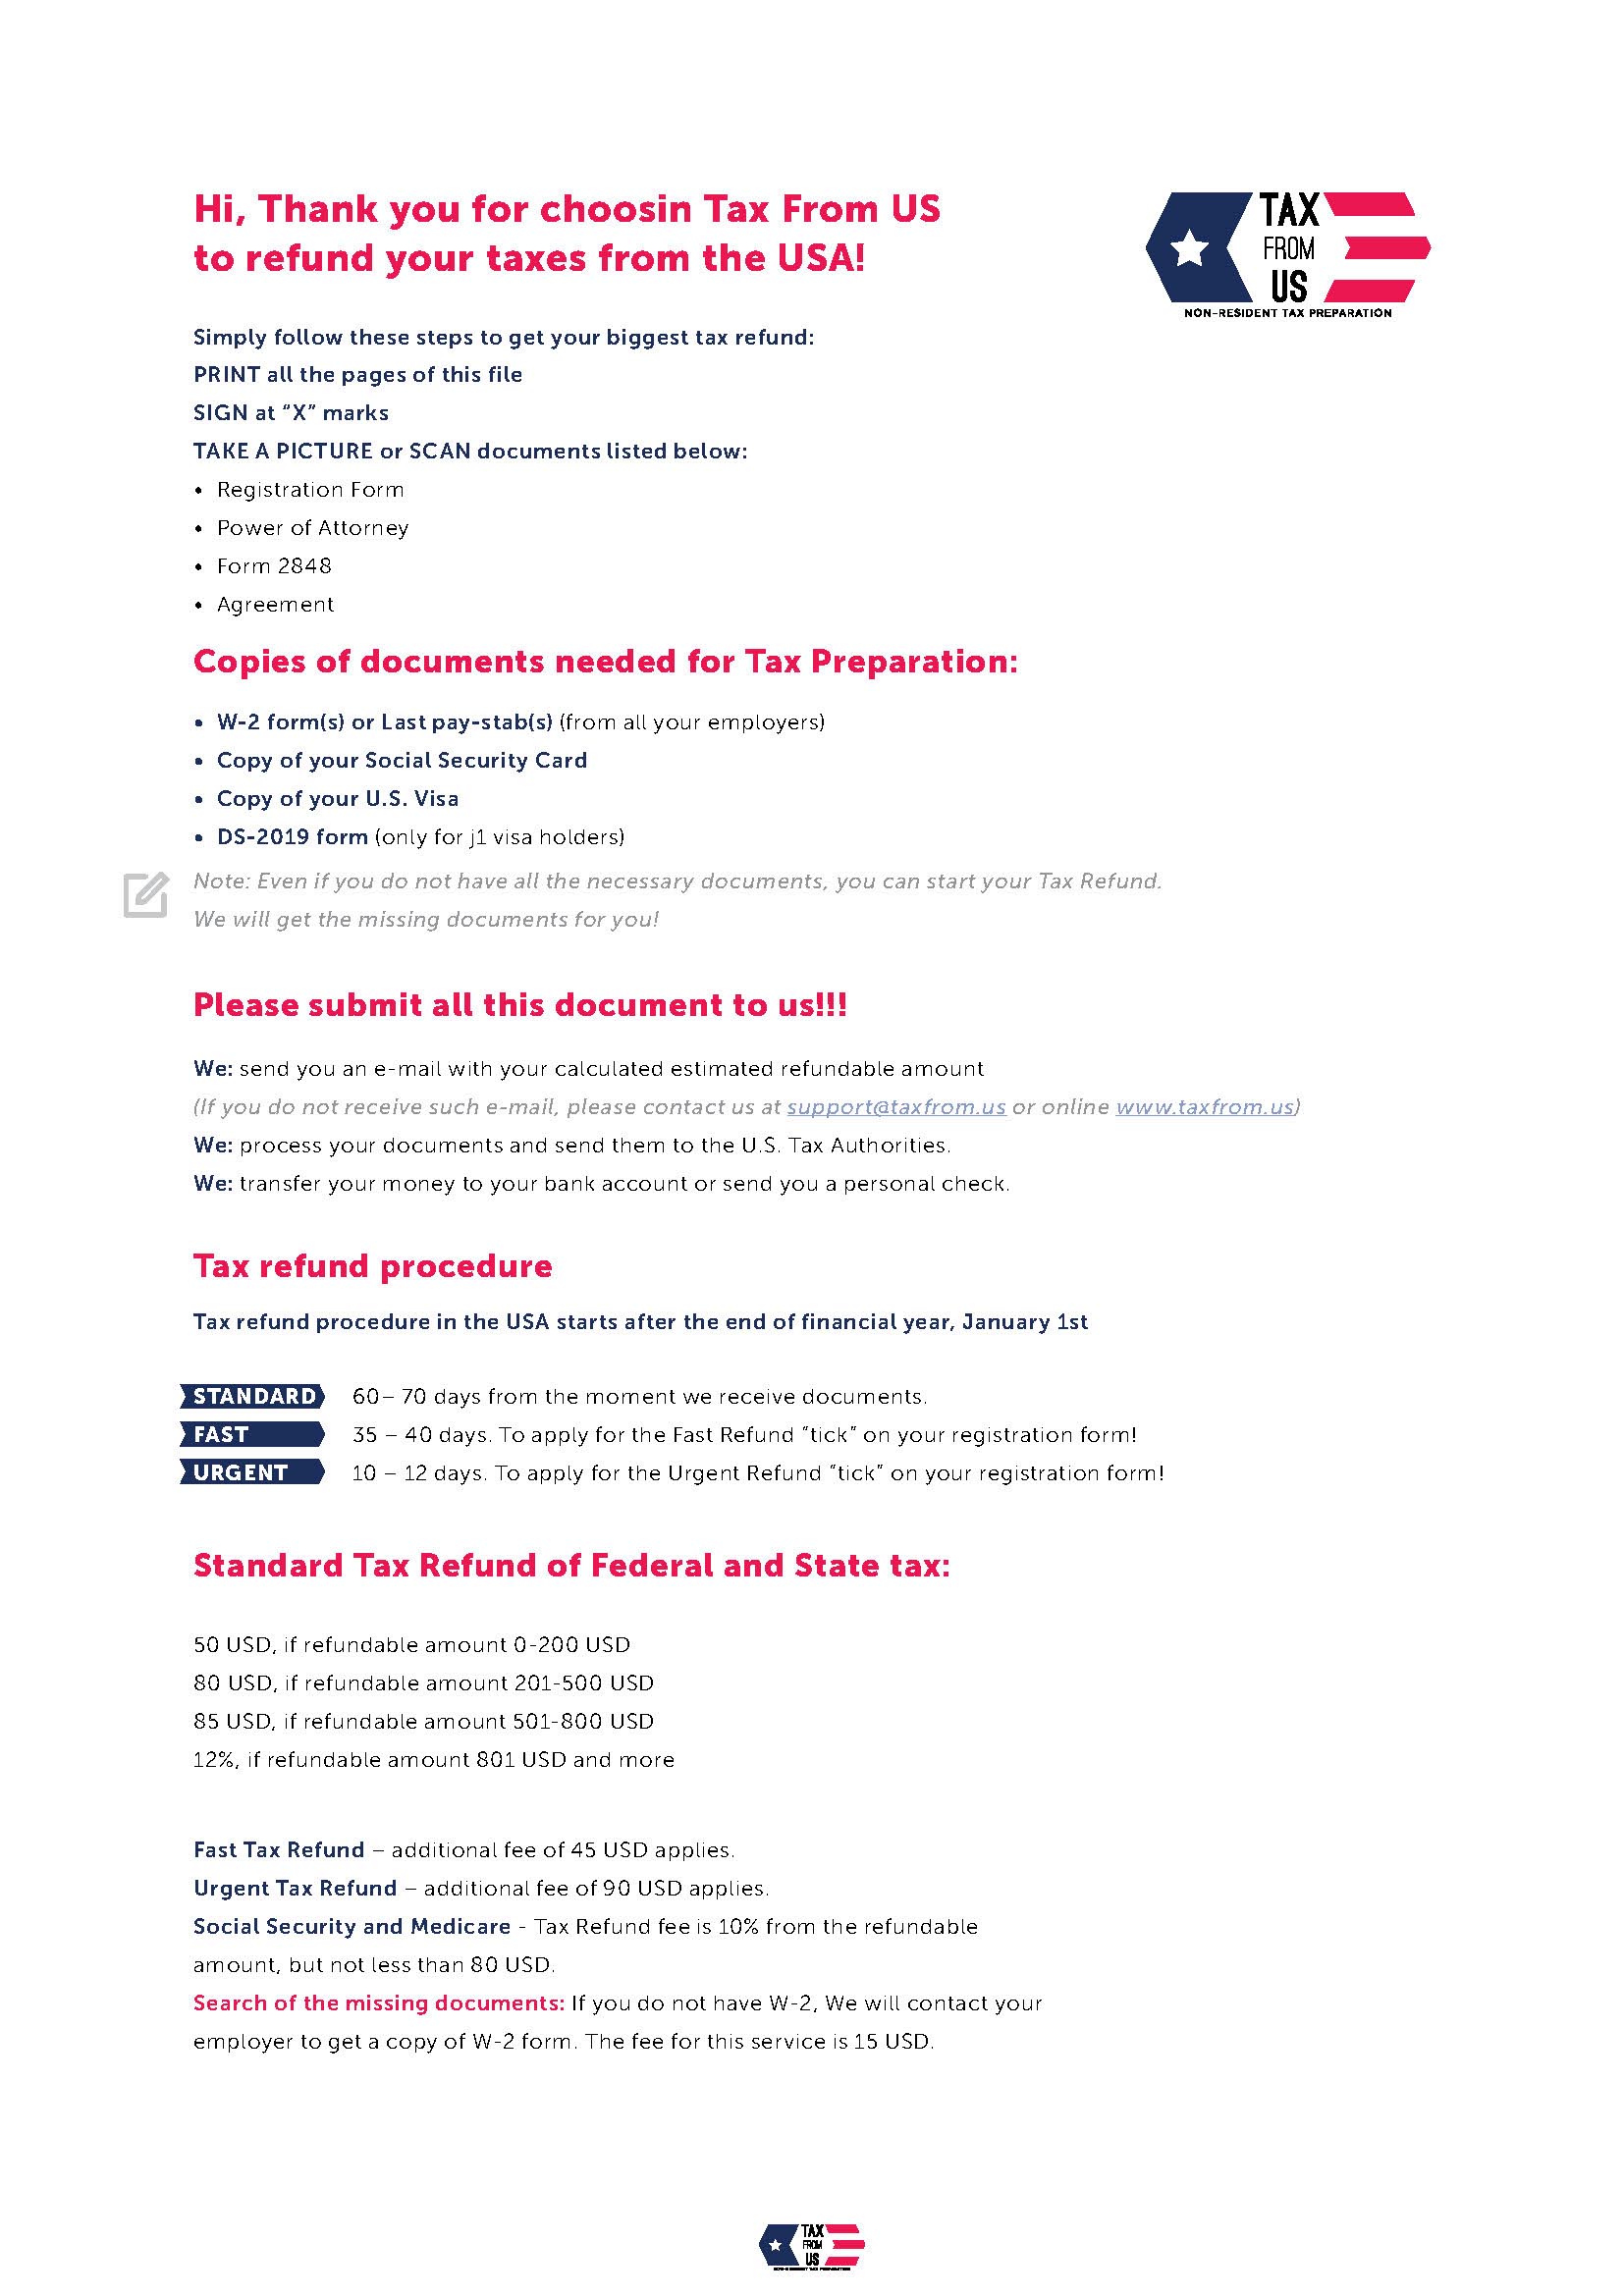 Hi, Thank you for choosin Tax From US
to refund your taxes from the USA!
TAX
FROM
US
NON-RESIDENT TAX PREPARATION
Simply follow these steps to get your biggest tax refund:
PRINT all the pages of this file
SIGN at “X” marks
TAKE A PICTURE or SCAN documents listed below:
• Registration Form
• Power of Attorney
• Form 2848
• Agreement
Copies of documents needed for Tax Preparation:
• W-2 form(s) or Last pay-stab(s) (from all your employers)
• Copy of your Social Security Card
• Copy of your U.S. Visa
• DS-2019 form (only for j1 visa holders)
Note: Even if you do not have all the necessary documents, you can start your Tax Refund.
We will get the missing documents for you!
Please submit all this document to us!!!
We: send you an e-mail with your calculated estimated refundable amount
(If you do not receive such e-mail, please contact us at support@taxfrom.us or online www.taxfrom.us)
We: process your documents and send them to the U.S. Tax Authorities.
We: transfer your money to your bank account or send you a personal check.
Tax refund procedure
Tax refund procedure in the USA starts after the end of financial year, January 1st
STANDARD 60– 70 days from the moment we receive documents.
FAST 35 – 40 days. To apply for the Fast Refund “tick” on your registration form!
URGENT 10 – 12 days. To apply for the Urgent Refund “tick” on your registration form!
Standard Tax Refund of Federal and State tax:
50 USD, if refundable amount 0-200 USD
80 USD, if refundable amount 201-500 USD
85 USD, if refundable amount 501-800 USD
12%, if refundable amount 801 USD and more
Fast Tax Refund – additional fee of 45 USD applies.
Urgent Tax Refund – additional fee of 90 USD applies.
Social Security and Medicare - Tax Refund fee is 10% from the refundable
amount, but not less than 80 USD.
Search of the missing documents: If you do not have W-2, We will contact your
employer to get a copy of W-2 form. The fee for this service is 15 USD.
TAX
FROM
US
NON-RESIDENT TAX PREPARATION